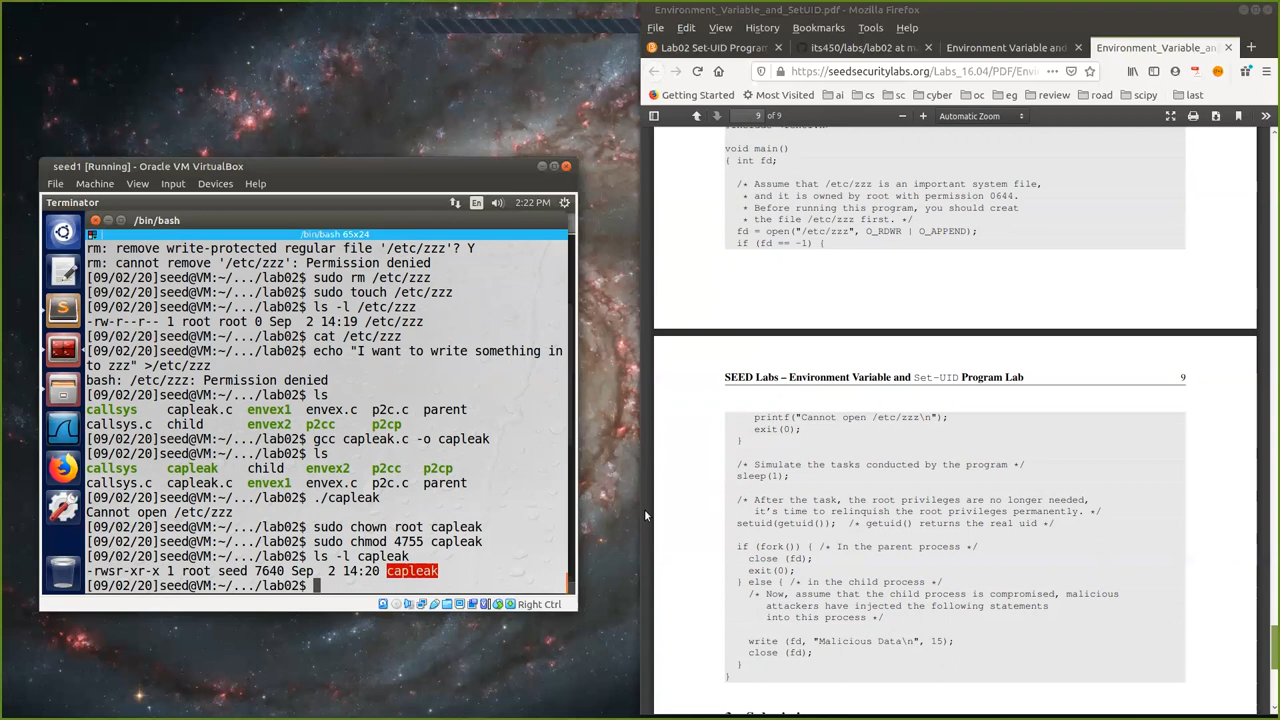 Environment_Variable_and_SetUID.pdf - Mozilla Firefox
File Edit View History Bookmarks Tools Help
Lab02 Set-UID Program
its450/labs/lab02 at m
Environment Variable and
Environment_Variable_an
https://seedsecuritylabs.org/Labs_16.04/PDF/Envi
Getting Started Most Visited ai cs sc cyber oc eg review road scipy last
9 of 9
Automatic Zoom
void main()
{ int fd;
/* Assume that /etc/zzz is an important system file,
* and it is owned by root with permission 0644.
* Before running this program, you should creat
* the file /etc/zzz first. */
fd = open("/etc/zzz", O_RDWR | O_APPEND);
if (fd == -1) {
SEED Labs – Environment Variable and Set-UID Program Lab 9
printf("Cannot open /etc/zzz\n");
exit(0);
}
/* Simulate the tasks conducted by the program */
sleep(1);
/* After the task, the root privileges are no longer needed,
it's time to relinquish the root privileges permanently. */
setuid(getuid()); /* getuid() returns the real uid */
if (fork()) { /* In the parent process */
close (fd);
exit(0);
} else { /* in the child process */
/* Now, assume that the child process is compromised, malicious
attackers have injected the following statements
into this process */
write (fd, "Malicious Data\n", 15);
close (fd);
}
}
seed1 [Running] - Oracle VM VirtualBox
File Machine View Input Devices Help
Terminator En 2:22 PM
/bin/bash
/bin/bash 65x24
rm: remove write-protected regular file '/etc/zzz'? Y
rm: cannot remove '/etc/zzz': Permission denied
[09/02/20]seed@VM:~/.../lab02$ sudo rm /etc/zzz
[09/02/20]seed@VM:~/.../lab02$ sudo touch /etc/zzz
[09/02/20]seed@VM:~/.../lab02$ ls -l /etc/zzz
-rw-r--r-- 1 root root 0 Sep  2 14:19 /etc/zzz
[09/02/20]seed@VM:~/.../lab02$ cat /etc/zzz
[09/02/20]seed@VM:~/.../lab02$ echo "I want to write something in
to zzz" >/etc/zzz
bash: /etc/zzz: Permission denied
[09/02/20]seed@VM:~/.../lab02$ ls
callsys capleak.c envex1 envex.c p2c.c parent
callsys.c child envex2 p2cc p2cp
[09/02/20]seed@VM:~/.../lab02$ gcc capleak.c -o capleak
[09/02/20]seed@VM:~/.../lab02$ ls
callsys capleak child envex2 p2cc p2cp
callsys.c capleak.c envex1 envex.c p2c.c parent
[09/02/20]seed@VM:~/.../lab02$ ./capleak
Cannot open /etc/zzz
[09/02/20]seed@VM:~/.../lab02$ sudo chown root capleak
[09/02/20]seed@VM:~/.../lab02$ sudo chmod 4755 capleak
[09/02/20]seed@VM:~/.../lab02$ ls -l capleak
-rwsr-xr-x 1 root seed 7640 Sep  2 14:20 capleak
[09/02/20]seed@VM:~/.../lab02$
Right Ctrl